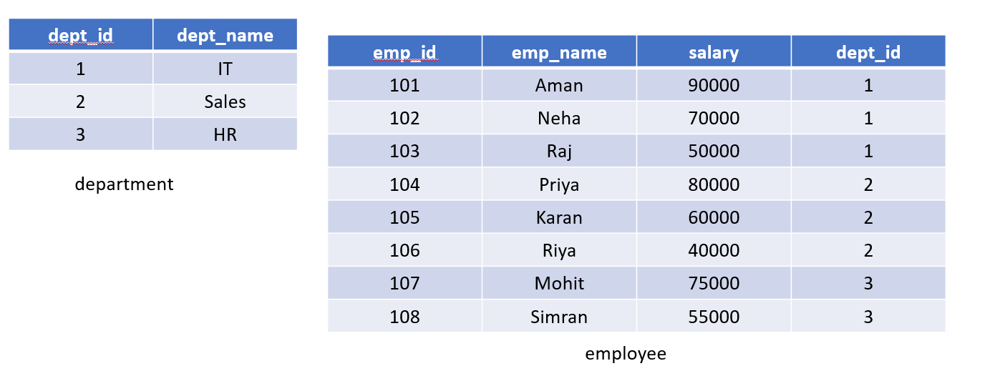 dept_id dept_name
1 IT
2 Sales
3 HR
department
emp_id emp_name salary dept_id
101 Aman 90000 1
102 Neha 70000 1
103 Raj 50000 1
104 Priya 80000 2
105 Karan 60000 2
106 Riya 40000 2
107 Mohit 75000 3
108 Simran 55000 3
employee